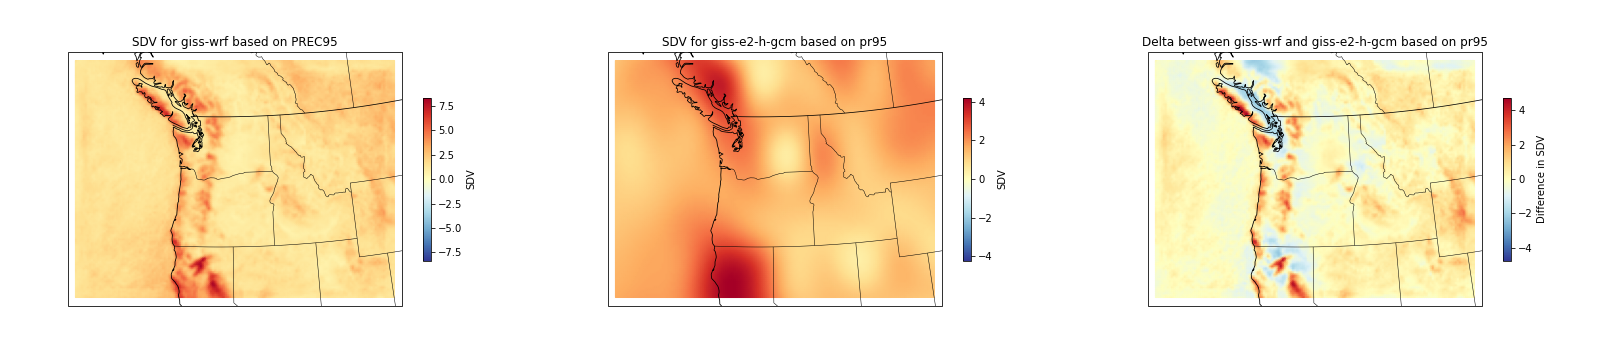 SDV for giss-wrf based on PREC95
7.5
5.0
2.5
0.0
−2.5
−5.0
−7.5
SDV
SDV for giss-e2-h-gcm based on pr95
4
2
0
−2
−4
SDV
Delta between giss-wrf and giss-e2-h-gcm based on pr95
4
2
0
−2
−4
Difference in SDV